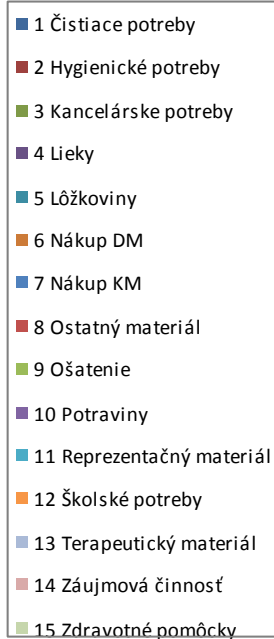 1 Čistiace potreby
2 Hygienické potreby
3 Kancelárske potreby
4 Lieky
5 Lôžkoviny
6 Nákup DM
7 Nákup KM
8 Ostatný materiál
9 Ošatenie
10 Potraviny
11 Reprezentačný materiál
12 Školské potreby
13 Terapeutický materiál
14 Záujmová činnosť
15 Zdravotné pomôcky